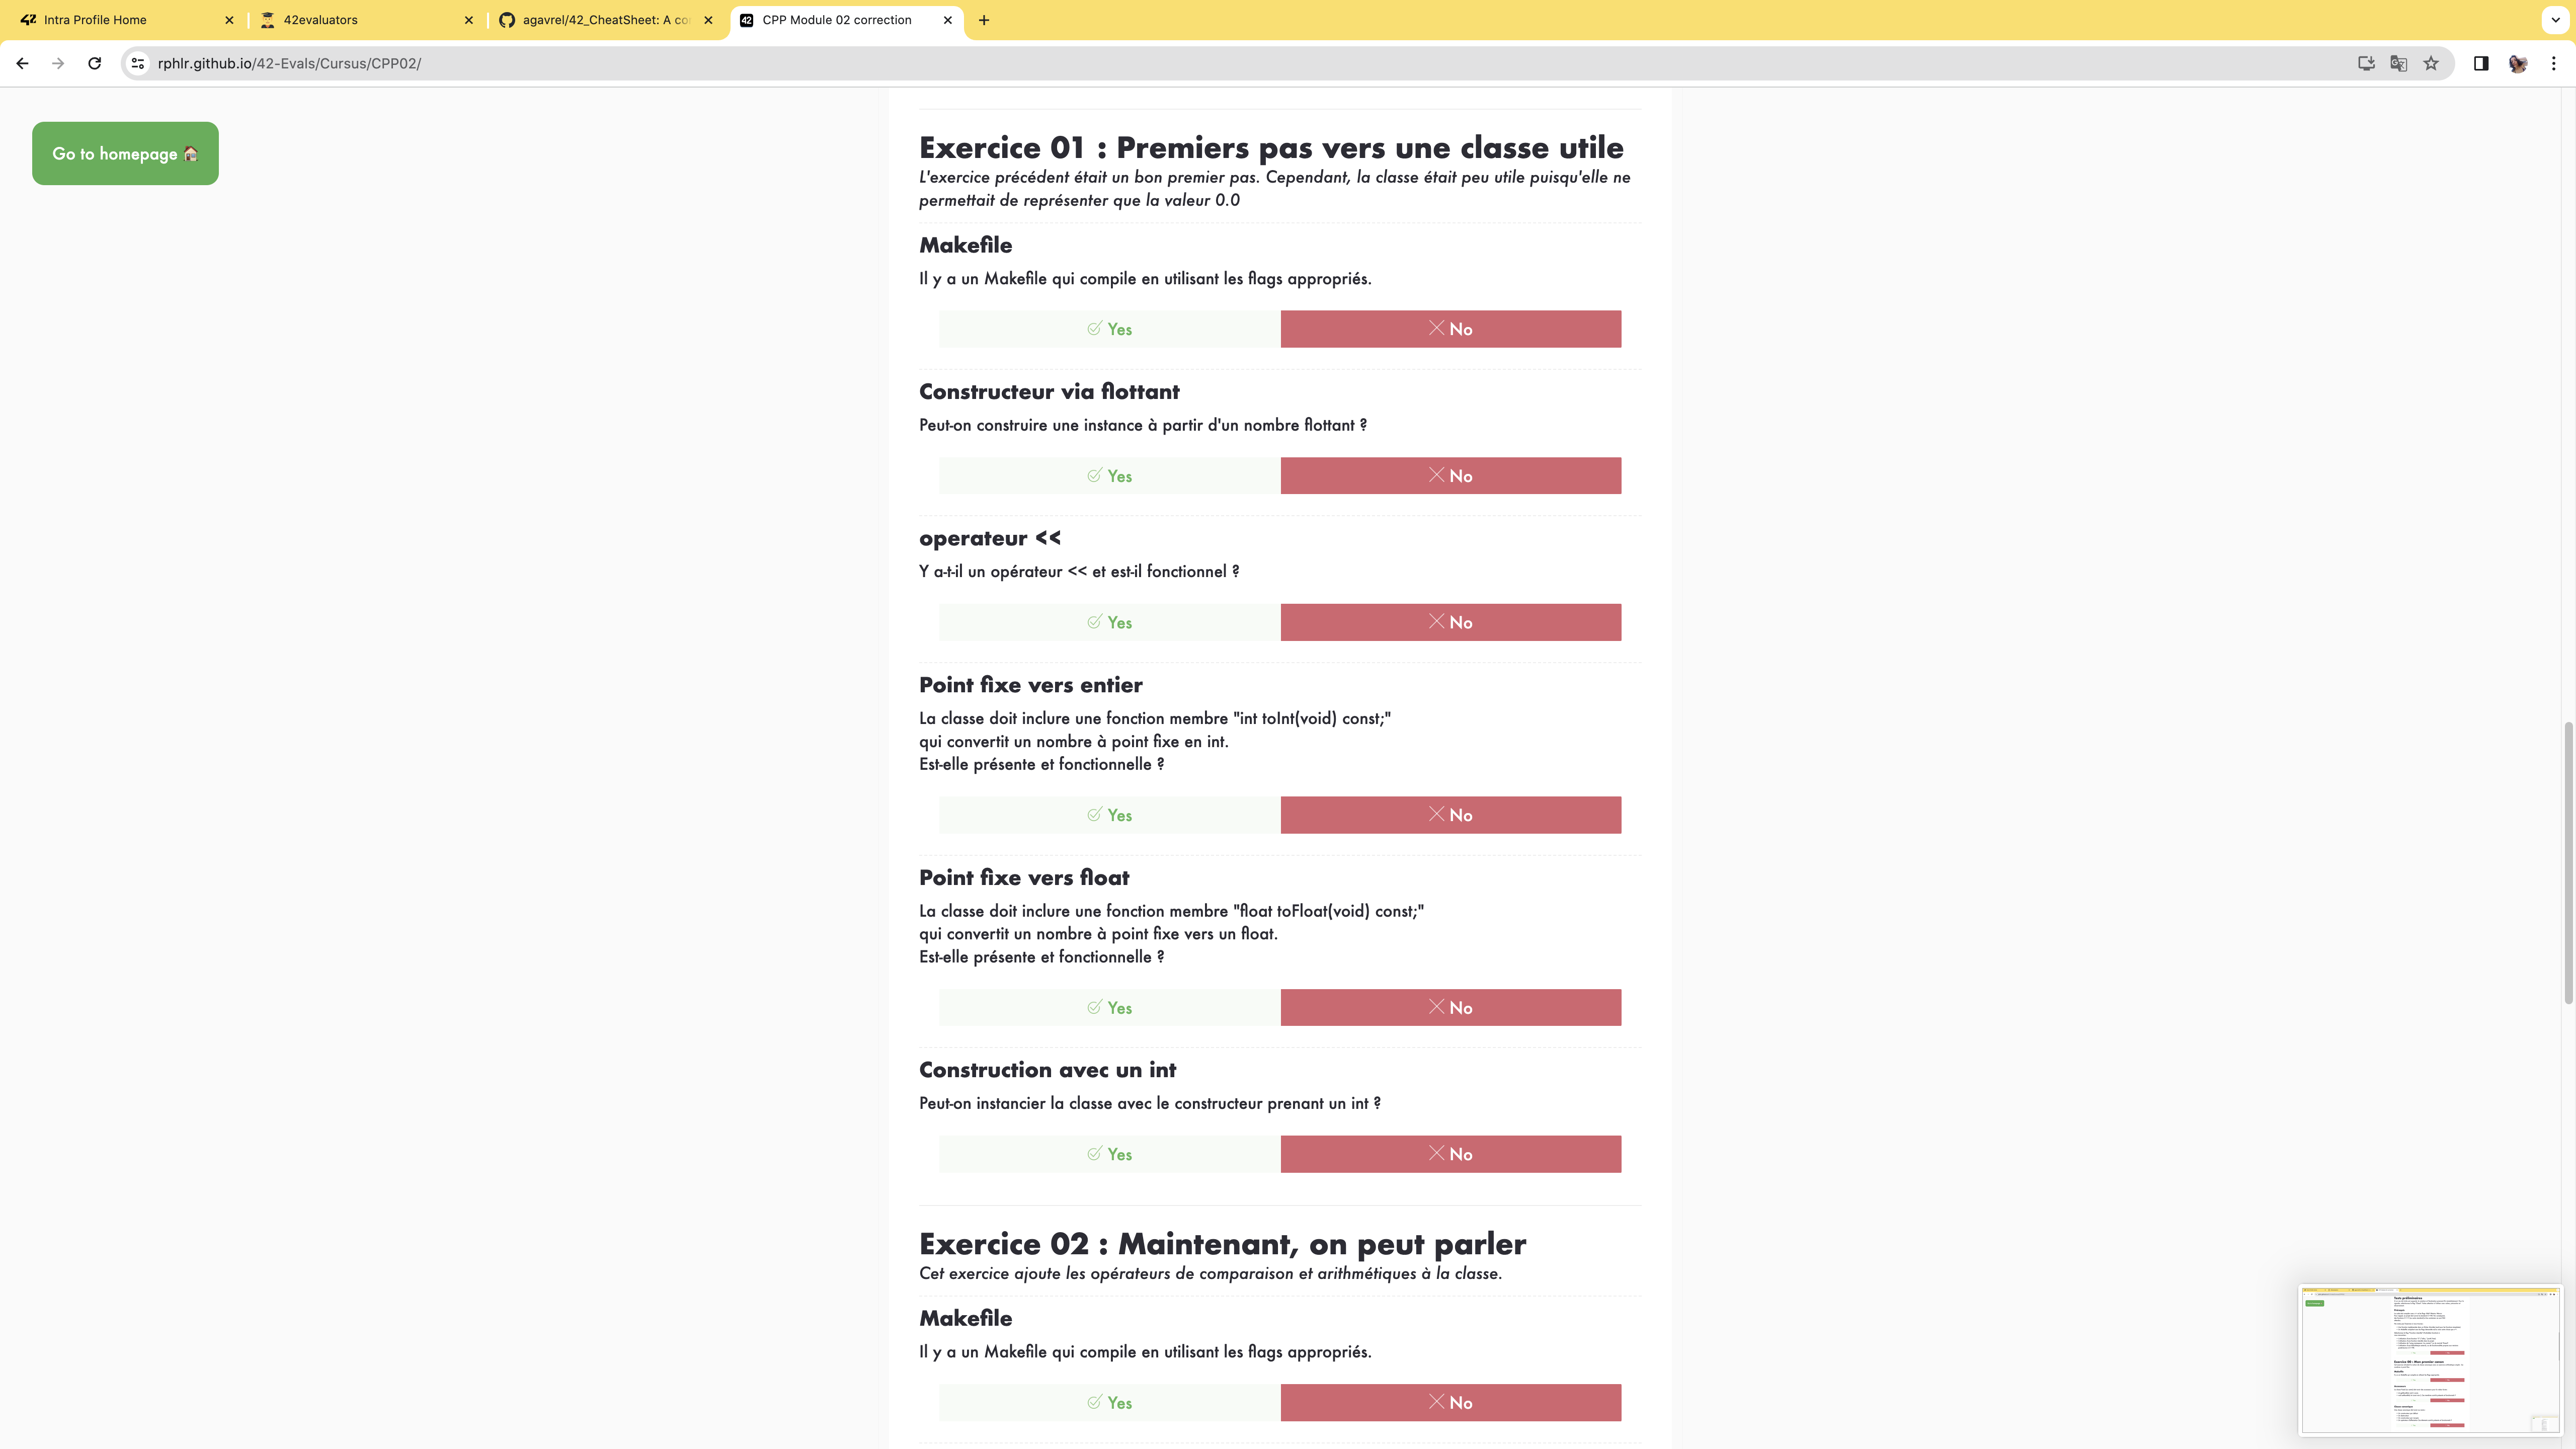 Intra Profile Home
42evaluators
agavrel/42_CheatSheet: A co
CPP Module 02 correction
rphlr.github.io/42-Evals/Cursus/CPP02/
Go to homepage
Exercice 01 : Premiers pas vers une classe utile
L'exercice précédent était un bon premier pas. Cependant, la classe était peu utile puisqu'elle ne
permettait de représenter que la valeur 0.0
Makefile
Il y a un Makefile qui compile en utilisant les flags appropriés.
Yes No
Constructeur via flottant
Peut-on construire une instance à partir d'un nombre flottant ?
Yes No
operateur <<
Y a-t-il un opérateur << et est-il fonctionnel ?
Yes No
Point fixe vers entier
La classe doit inclure une fonction membre "int toInt(void) const;"
qui convertit un nombre à point fixe en int.
Est-elle présente et fonctionnelle ?
Yes No
Point fixe vers float
La classe doit inclure une fonction membre "float toFloat(void) const;"
qui convertit un nombre à point fixe vers un float.
Est-elle présente et fonctionnelle ?
Yes No
Construction avec un int
Peut-on instancier la classe avec le constructeur prenant un int ?
Yes No
Exercice 02 : Maintenant, on peut parler
Cet exercice ajoute les opérateurs de comparaison et arithmétiques à la classe.
Makefile
Il y a un Makefile qui compile en utilisant les flags appropriés.
Yes No